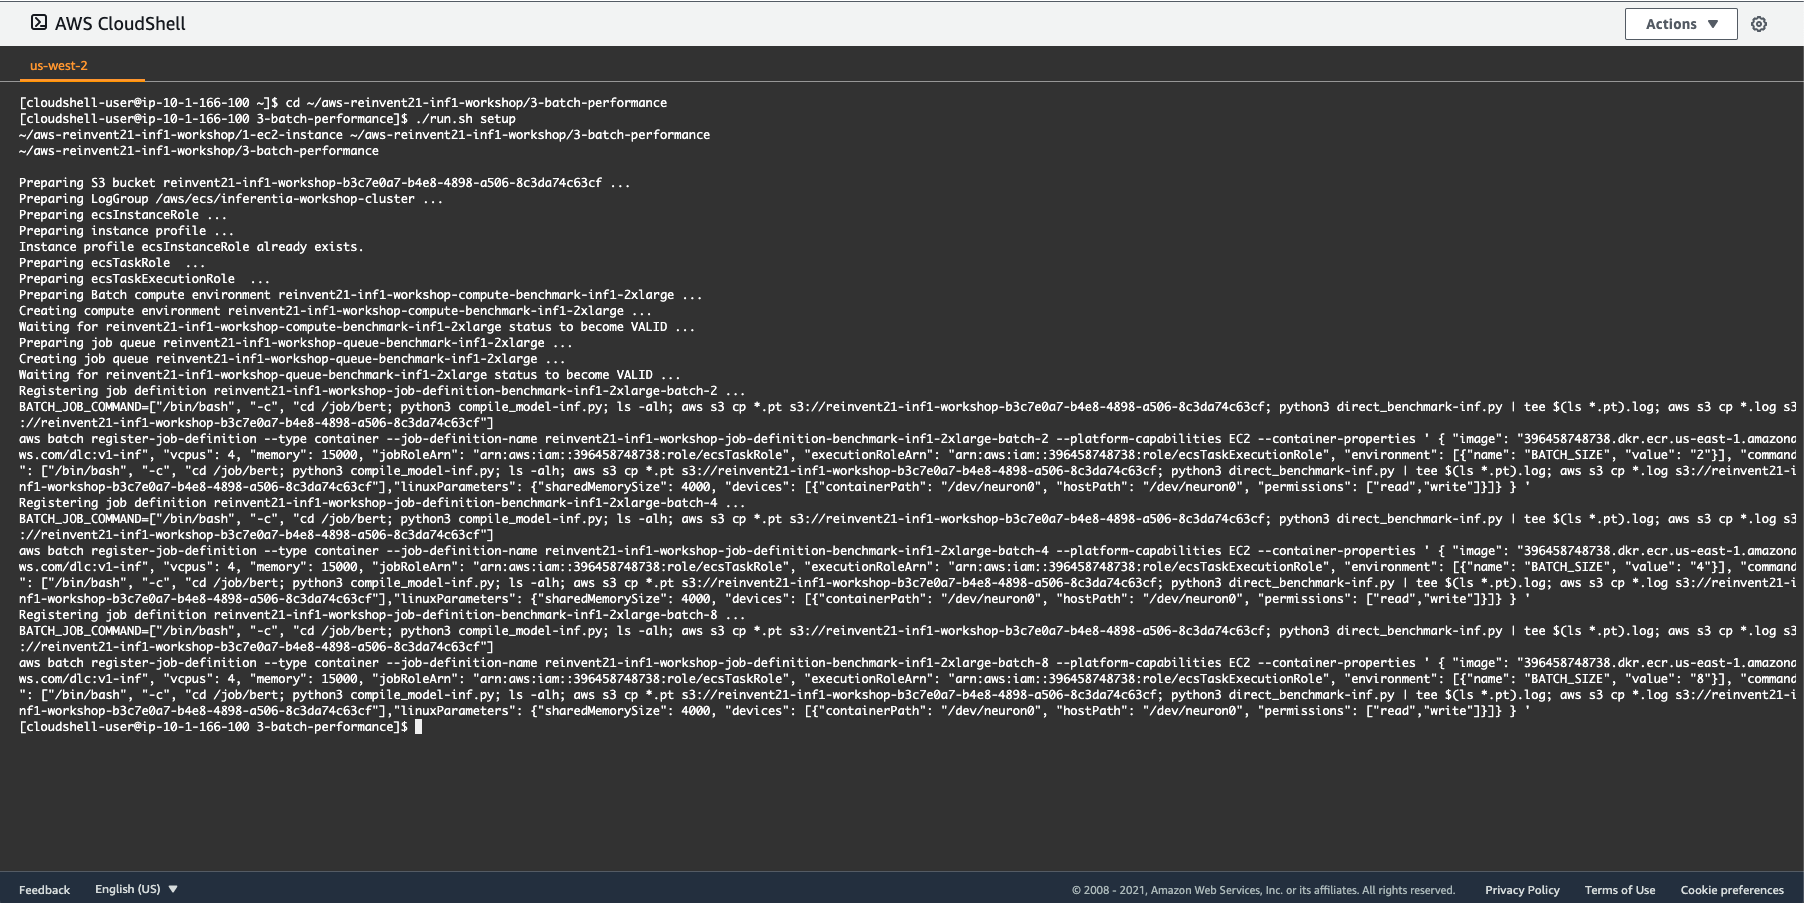 AWS CloudShell
Actions
us-west-2
[cloudshell-user@ip-10-1-166-100 ~]$ cd ~/aws-reinvent21-inf1-workshop/3-batch-performance
[cloudshell-user@ip-10-1-166-100 3-batch-performance]$ ./run.sh setup
~/aws-reinvent21-inf1-workshop/1-ec2-instance ~/aws-reinvent21-inf1-workshop/3-batch-performance
~/aws-reinvent21-inf1-workshop/3-batch-performance
Preparing S3 bucket reinvent21-inf1-workshop-b3c7e0a7-b4e8-4898-a506-8c3da74c63cf ...
Preparing LogGroup /aws/ecs/inferentia-workshop-cluster ...
Preparing ecsInstanceRole ...
Preparing instance profile ...
Instance profile ecsInstanceRole already exists.
Preparing ecsTaskRole  ...
Preparing ecsTaskExecutionRole  ...
Preparing Batch compute environment reinvent21-inf1-workshop-compute-benchmark-inf1-2xlarge ...
Creating compute environment reinvent21-inf1-workshop-compute-benchmark-inf1-2xlarge ...
Waiting for reinvent21-inf1-workshop-compute-benchmark-inf1-2xlarge status to become VALID ...
Preparing job queue reinvent21-inf1-workshop-queue-benchmark-inf1-2xlarge ...
Creating job queue reinvent21-inf1-workshop-queue-benchmark-inf1-2xlarge ...
Waiting for reinvent21-inf1-workshop-queue-benchmark-inf1-2xlarge status to become VALID ...
Registering job definition reinvent21-inf1-workshop-job-definition-benchmark-inf1-2xlarge-batch-2 ...
BATCH_JOB_COMMAND=["/bin/bash", "-c", "cd /job/bert; python3 compile_model-inf.py; ls -alh; aws s3 cp *.pt s3://reinvent21-inf1-workshop-b3c7e0a7-b4e8-4898-a506-8c3da74c63cf; python3 direct_benchmark-inf.py | tee $(ls *.pt).log; aws s3 cp *.log s3
://reinvent21-inf1-workshop-b3c7e0a7-b4e8-4898-a506-8c3da74c63cf"]
aws batch register-job-definition --type container --job-definition-name reinvent21-inf1-workshop-job-definition-benchmark-inf1-2xlarge-batch-2 --platform-capabilities EC2 --container-properties ' { "image": "396458748738.dkr.ecr.us-east-1.amazona
ws.com/dlc:v1-inf", "vcpus": 4, "memory": 15000, "jobRoleArn": "arn:aws:iam::396458748738:role/ecsTaskRole", "executionRoleArn": "arn:aws:iam::396458748738:role/ecsTaskExecutionRole", "environment": [{"name": "BATCH_SIZE", "value": "2"}], "command
": ["/bin/bash", "-c", "cd /job/bert; python3 compile_model-inf.py; ls -alh; aws s3 cp *.pt s3://reinvent21-inf1-workshop-b3c7e0a7-b4e8-4898-a506-8c3da74c63cf; python3 direct_benchmark-inf.py | tee $(ls *.pt).log; aws s3 cp *.log s3://reinvent21-i
nf1-workshop-b3c7e0a7-b4e8-4898-a506-8c3da74c63cf"],"linuxParameters": {"sharedMemorySize": 4000, "devices": [{"containerPath": "/dev/neuron0", "hostPath": "/dev/neuron0", "permissions": ["read","write"]}]} } '
Registering job definition reinvent21-inf1-workshop-job-definition-benchmark-inf1-2xlarge-batch-4 ...
BATCH_JOB_COMMAND=["/bin/bash", "-c", "cd /job/bert; python3 compile_model-inf.py; ls -alh; aws s3 cp *.pt s3://reinvent21-inf1-workshop-b3c7e0a7-b4e8-4898-a506-8c3da74c63cf; python3 direct_benchmark-inf.py | tee $(ls *.pt).log; aws s3 cp *.log s3
://reinvent21-inf1-workshop-b3c7e0a7-b4e8-4898-a506-8c3da74c63cf"]
aws batch register-job-definition --type container --job-definition-name reinvent21-inf1-workshop-job-definition-benchmark-inf1-2xlarge-batch-4 --platform-capabilities EC2 --container-properties ' { "image": "396458748738.dkr.ecr.us-east-1.amazona
ws.com/dlc:v1-inf", "vcpus": 4, "memory": 15000, "jobRoleArn": "arn:aws:iam::396458748738:role/ecsTaskRole", "executionRoleArn": "arn:aws:iam::396458748738:role/ecsTaskExecutionRole", "environment": [{"name": "BATCH_SIZE", "value": "4"}], "command
": ["/bin/bash", "-c", "cd /job/bert; python3 compile_model-inf.py; ls -alh; aws s3 cp *.pt s3://reinvent21-inf1-workshop-b3c7e0a7-b4e8-4898-a506-8c3da74c63cf; python3 direct_benchmark-inf.py | tee $(ls *.pt).log; aws s3 cp *.log s3://reinvent21-i
nf1-workshop-b3c7e0a7-b4e8-4898-a506-8c3da74c63cf"],"linuxParameters": {"sharedMemorySize": 4000, "devices": [{"containerPath": "/dev/neuron0", "hostPath": "/dev/neuron0", "permissions": ["read","write"]}]} } '
Registering job definition reinvent21-inf1-workshop-job-definition-benchmark-inf1-2xlarge-batch-8 ...
BATCH_JOB_COMMAND=["/bin/bash", "-c", "cd /job/bert; python3 compile_model-inf.py; ls -alh; aws s3 cp *.pt s3://reinvent21-inf1-workshop-b3c7e0a7-b4e8-4898-a506-8c3da74c63cf; python3 direct_benchmark-inf.py | tee $(ls *.pt).log; aws s3 cp *.log s3
://reinvent21-inf1-workshop-b3c7e0a7-b4e8-4898-a506-8c3da74c63cf"]
aws batch register-job-definition --type container --job-definition-name reinvent21-inf1-workshop-job-definition-benchmark-inf1-2xlarge-batch-8 --platform-capabilities EC2 --container-properties ' { "image": "396458748738.dkr.ecr.us-east-1.amazona
ws.com/dlc:v1-inf", "vcpus": 4, "memory": 15000, "jobRoleArn": "arn:aws:iam::396458748738:role/ecsTaskRole", "executionRoleArn": "arn:aws:iam::396458748738:role/ecsTaskExecutionRole", "environment": [{"name": "BATCH_SIZE", "value": "8"}], "command
": ["/bin/bash", "-c", "cd /job/bert; python3 compile_model-inf.py; ls -alh; aws s3 cp *.pt s3://reinvent21-inf1-workshop-b3c7e0a7-b4e8-4898-a506-8c3da74c63cf; python3 direct_benchmark-inf.py | tee $(ls *.pt).log; aws s3 cp *.log s3://reinvent21-i
nf1-workshop-b3c7e0a7-b4e8-4898-a506-8c3da74c63cf"],"linuxParameters": {"sharedMemorySize": 4000, "devices": [{"containerPath": "/dev/neuron0", "hostPath": "/dev/neuron0", "permissions": ["read","write"]}]} } '
[cloudshell-user@ip-10-1-166-100 3-batch-performance]$
Feedback English (US) © 2008 - 2021, Amazon Web Services, Inc. or its affiliates. All rights reserved. Privacy Policy Terms of Use Cookie preferences